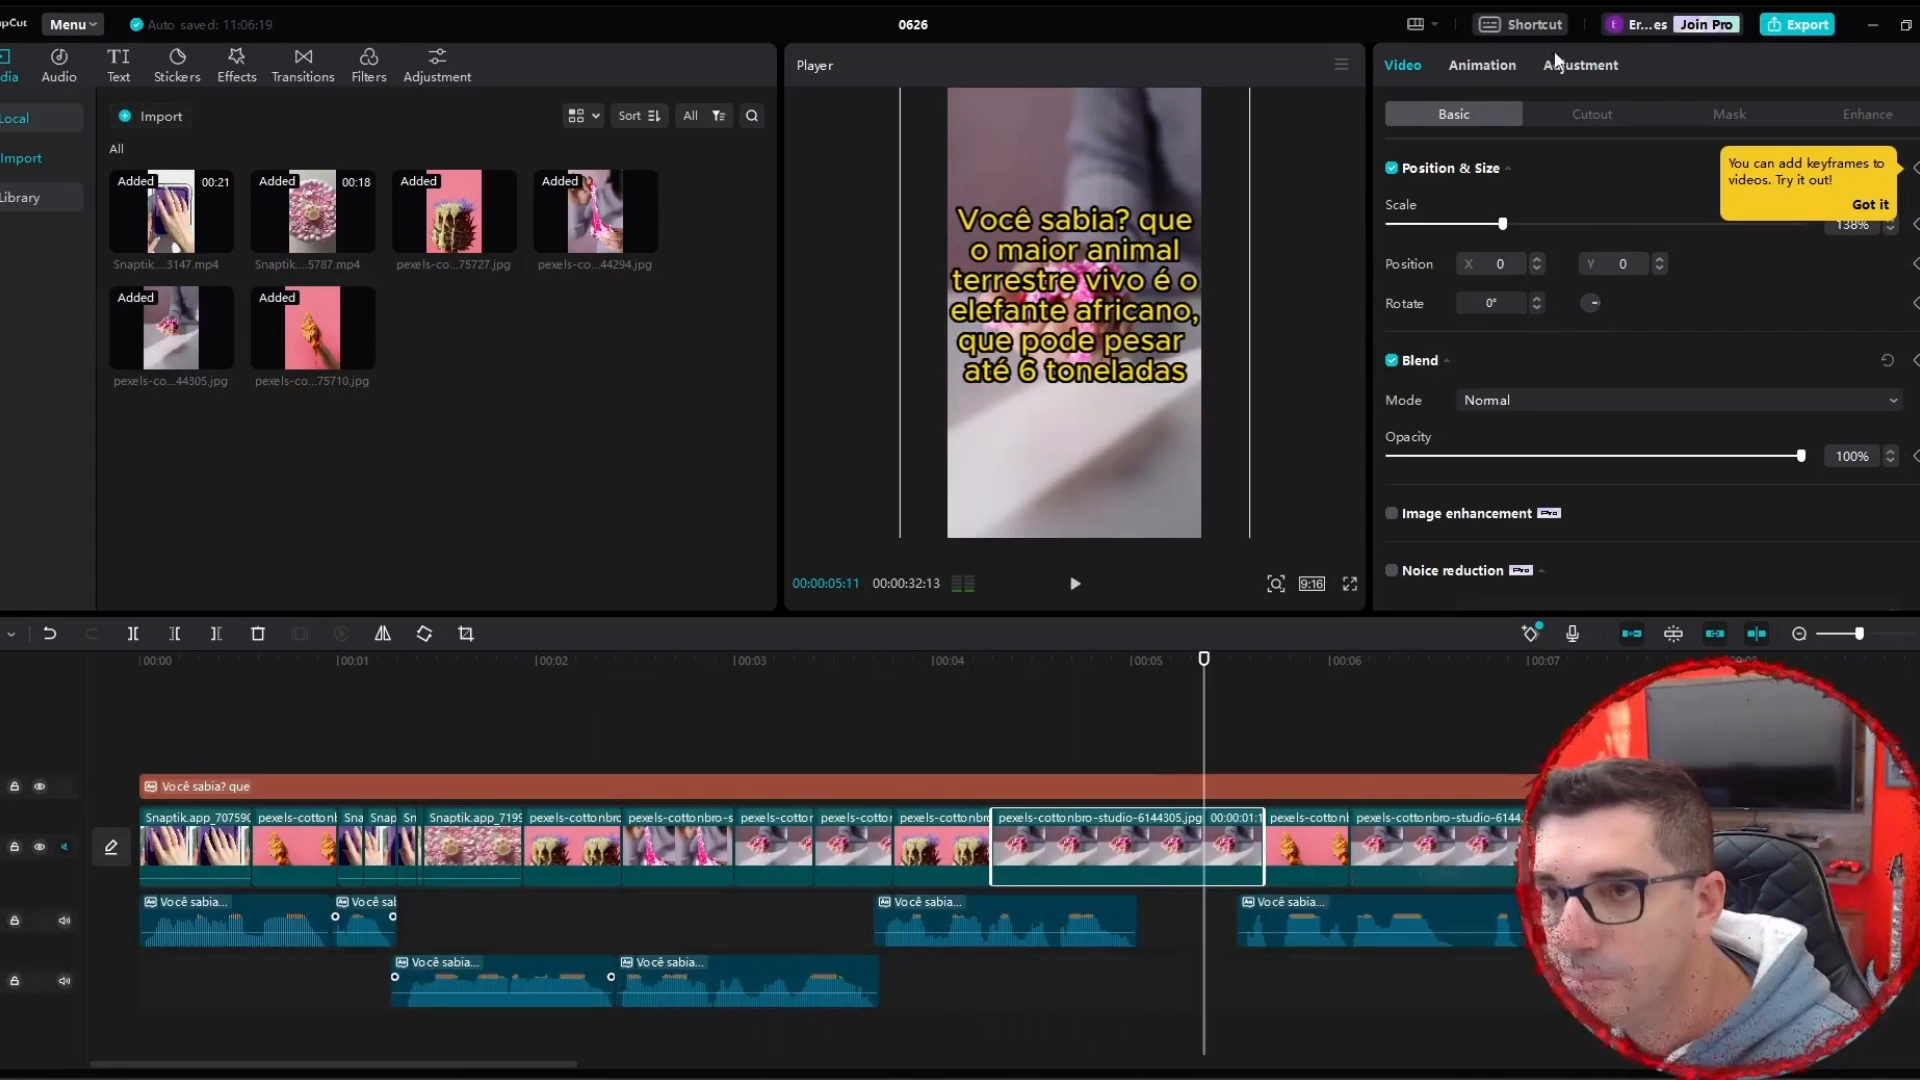 pCut
Menu
Auto saved: 11:06:19
0626
Shortcut
Er...es
Join Pro
Export
dia
Audio
Text
Stickers
Effects
Transitions
Filters
Adjustment
Player
Video
Animation
Adjustment
Local
Import
Library
Import
Sort
All
Basic
Cutout
Mask
Enhance
All
Added 00:21
Added 00:18
Added
Added
Snaptik....3147.mp4
Snaptik....5787.mp4
pexels-co...75727.jpg
pexels-co...44294.jpg
Added
Added
pexels-co...44305.jpg
pexels-co...75710.jpg
Você sabia? que
o maior animal
terrestre vivo é o
elefante africano,
que pode pesar
até 6 toneladas
Position & Size
You can add keyframes to
videos. Try it out!
Got it
Scale
138%
Position X 0 Y 0
Rotate 0°
Blend
Mode Normal
Opacity
100%
Image enhancement Pro
Noice reduction Pro
00:00:05:11 00:00:32:13
9:16
00:00 00:01 00:02 00:03 00:04 00:05 00:06 00:07
Você sabia? que
Snaptik.app_707590
pexels-cottonb
Sna
Snap
Sn
Snaptik.app_7199
pexels-cottonbro
pexels-cottonbro-s
pexels-cottor
pexels-cottor
pexels-cottonbro
pexels-cottonbro-studio-6144305.jpg 00:00:01:1
pexels-cottonb
pexels-cottonbro-studio-6144
Você sabia...
Você sab
Você sabia...
Você sabia...
Você sabia...
Você sabia...